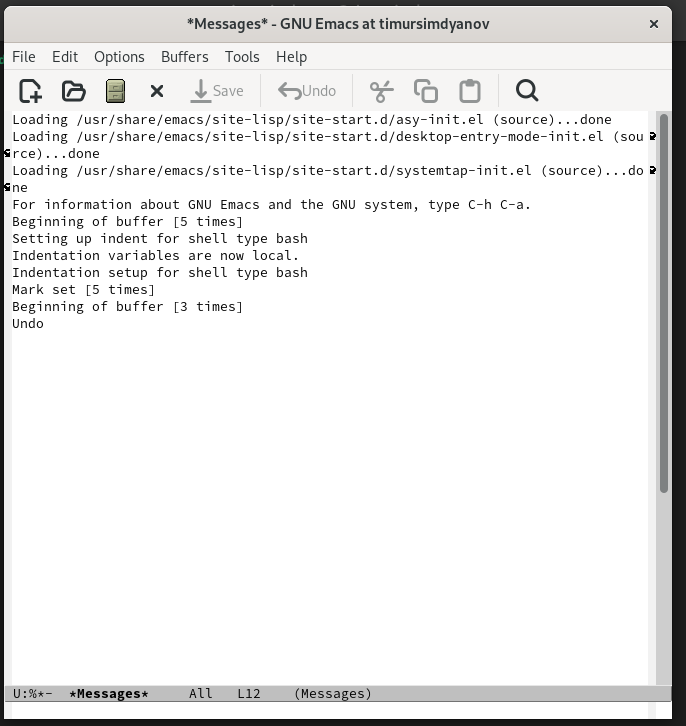 *Messages* - GNU Emacs at timursimdyanov
File Edit Options Buffers Tools Help
Save Undo
Loading /usr/share/emacs/site-lisp/site-start.d/asy-init.el (source)...done
Loading /usr/share/emacs/site-lisp/site-start.d/desktop-entry-mode-init.el (sou
rce)...done
Loading /usr/share/emacs/site-lisp/site-start.d/systemtap-init.el (source)...do
ne
For information about GNU Emacs and the GNU system, type C-h C-a.
Beginning of buffer [5 times]
Setting up indent for shell type bash
Indentation variables are now local.
Indentation setup for shell type bash
Mark set [5 times]
Beginning of buffer [3 times]
Undo
U:%*- *Messages* All L12 (Messages)